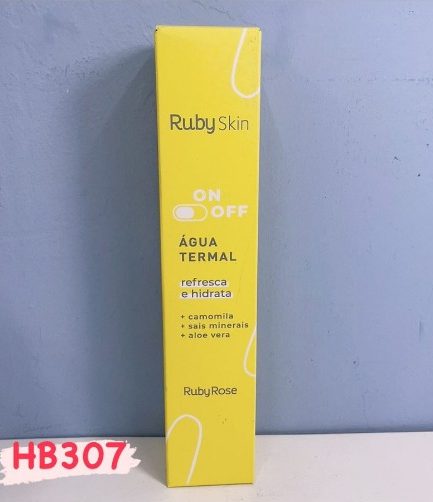 Ruby Skin
ON
OFF
ÁGUA
TERMAL
refresca
e hidrata
+ camomila
+ sais minerais
+ aloe vera
RubyRose
HB307